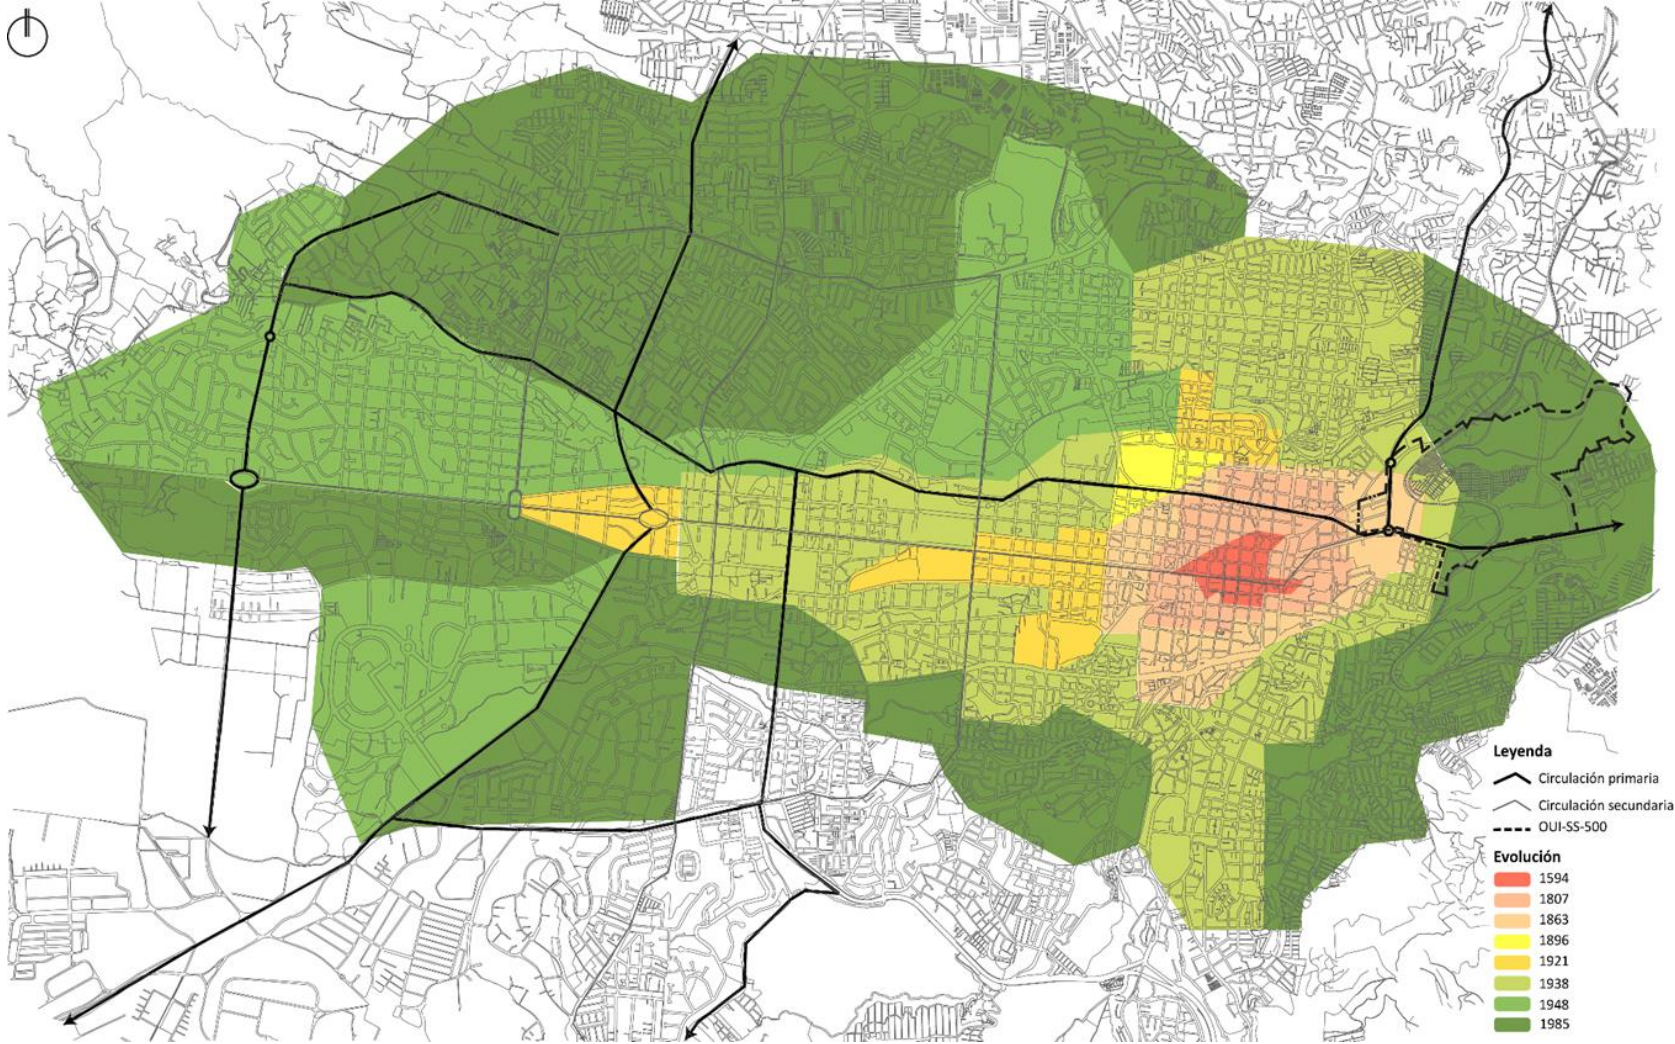 Leyenda
Circulación primaria
Circulación secundaria
OUI-SS-500
Evolución
1594
1807
1863
1896
1921
1938
1948
1985